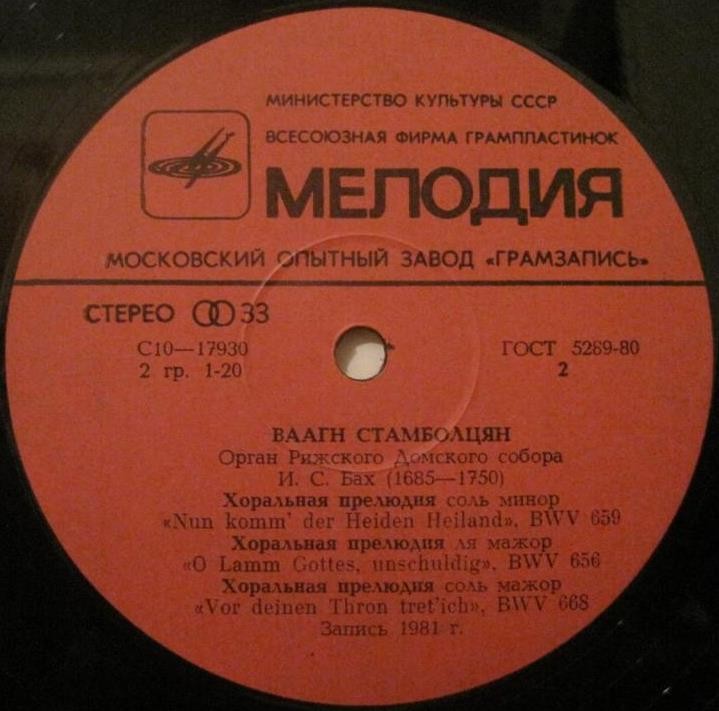 МИНИСТЕРСТВО КУЛЬТУРЫ СССР
ВСЕСОЮЗНАЯ ФИРМА ГРАМПЛАСТИНОК
МЕЛОДИЯ
МОСКОВСКИЙ ОПЫТНЫЙ ЗАВОД «ГРАМЗАПИСЬ»
СТЕРЕО 33
С10—17930
2 гр. 1-20
ГОСТ 5289-80
2
ВААГН СТАМБОЛЦЯН
Орган Рижского Домского собора
И. С. Бах (1685—1750)
Хоральная прелюдия соль минор
«Nun komm' der Heiden Heiland», BWV 659
Хоральная прелюдия ля мажор
«O Lamm Gottes, unschuldig», BWV 656
Хоральная прелюдия соль мажор
«Vor deinen Thron tret'ich», BWV 668
Запись 1981 г.